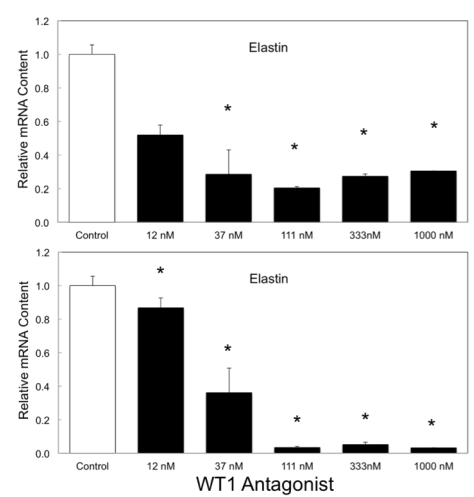 1.2
Elastin
1.0
0.8
0.6
0.4
0.2
0.0
Relative mRNA Content
* * * *
Control 12 nM 37 nM 111 nM 333nM 1000 nM
1.2
Elastin
1.0
0.8
0.6
0.4
0.2
0.0
Relative mRNA Content
* * * * *
Control 12 nM 37 nM 111 nM 333nM 1000 nM
WT1 Antagonist